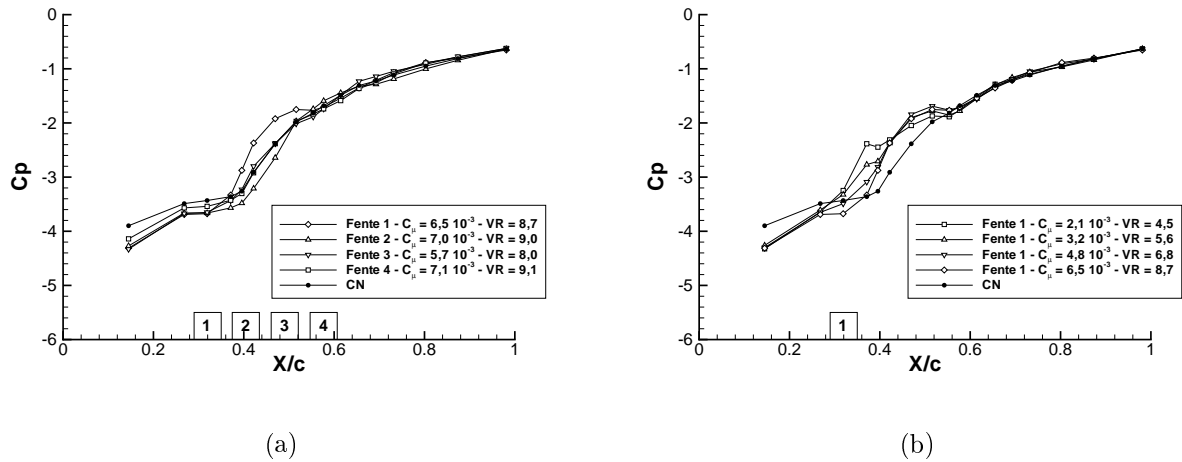 0
-1
-2
-3
-4
-5
-6
Cp
0
0.2
0.4
0.6
0.8
1
X/c
1
2
3
4
Fente 1 - Cμ = 6,5 10-3 - VR = 8,7
Fente 2 - Cμ = 7,0 10-3 - VR = 9,0
Fente 3 - Cμ = 5,7 10-3 - VR = 8,0
Fente 4 - Cμ = 7,1 10-3 - VR = 9,1
CN
(a)
0
-1
-2
-3
-4
-5
-6
Cp
0
0.2
0.4
0.6
0.8
1
X/c
1
Fente 1 - Cμ = 2,1 10-3 - VR = 4,5
Fente 1 - Cμ = 3,2 10-3 - VR = 5,6
Fente 1 - Cμ = 4,8 10-3 - VR = 6,8
Fente 1 - Cμ = 6,5 10-3 - VR = 8,7
CN
(b)